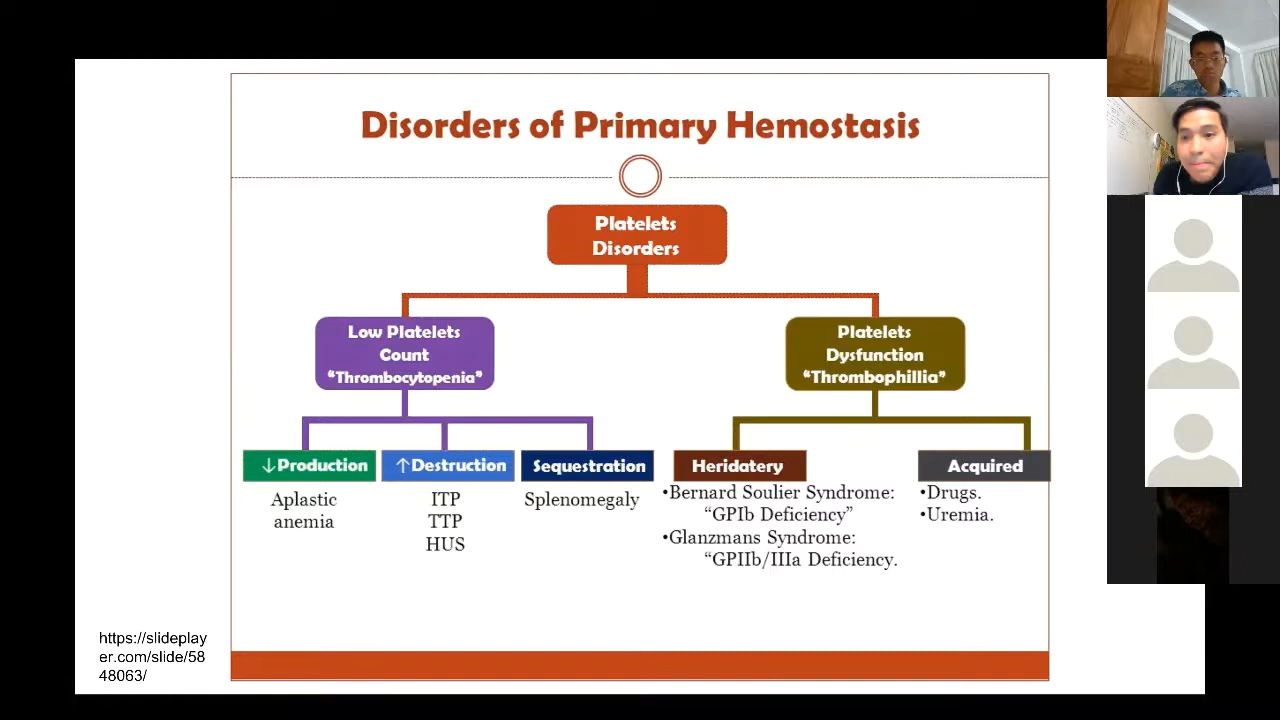 Disorders of Primary Hemostasis
Platelets
Disorders
Low Platelets
Count
“Thrombocytopenia”
Platelets
Dysfunction
“Thrombophillia”
↓Production
Aplastic
anemia
↑Destruction
ITP
TTP
HUS
Sequestration
Splenomegaly
Heridatery
•Bernard Soulier Syndrome:
“GPIb Deficiency”
•Glanzmans Syndrome:
“GPIIb/IIIa Deficiency.
Acquired
•Drugs.
•Uremia.
https://slideplay
er.com/slide/58
48063/